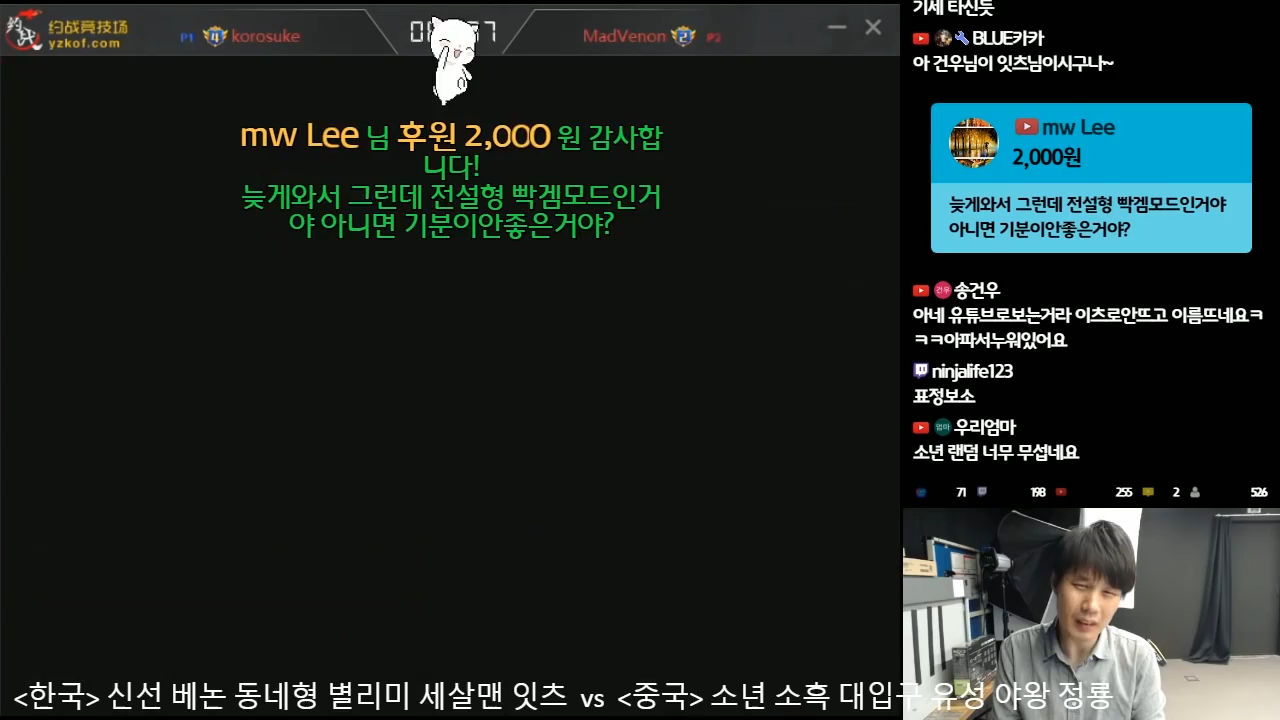 约战竞技场
yzkof.com
P1 4 korosuke
MadVenon 2 P2
mw Lee 님 후원 2,000 원 감사합
니다!
늦게와서 그런데 전설형 빡겜모드인거
야 아니면 기분이안좋은거야?
기세 타신듯
BLUE카카
아 건우님이 잇츠님이시구나~
mw Lee
2,000원
늦게와서 그런데 전설형 빡겜모드인거야
아니면 기분이안좋은거야?
건우 송건우
아네 유튜브로보는거라 이츠로안뜨고 이름뜨네요ㅋ
ㅋㅋ아파서누워있어요
ninjalife123
표정보소
엄마 우리엄마
소년 랜덤 너무 무섭네요
71 198 255 2 526
<한국> 신선 베논 동네형 별리미 세살맨 잇츠 vs <중국> 소년 소흑 대입구 유성 야왕 정룡